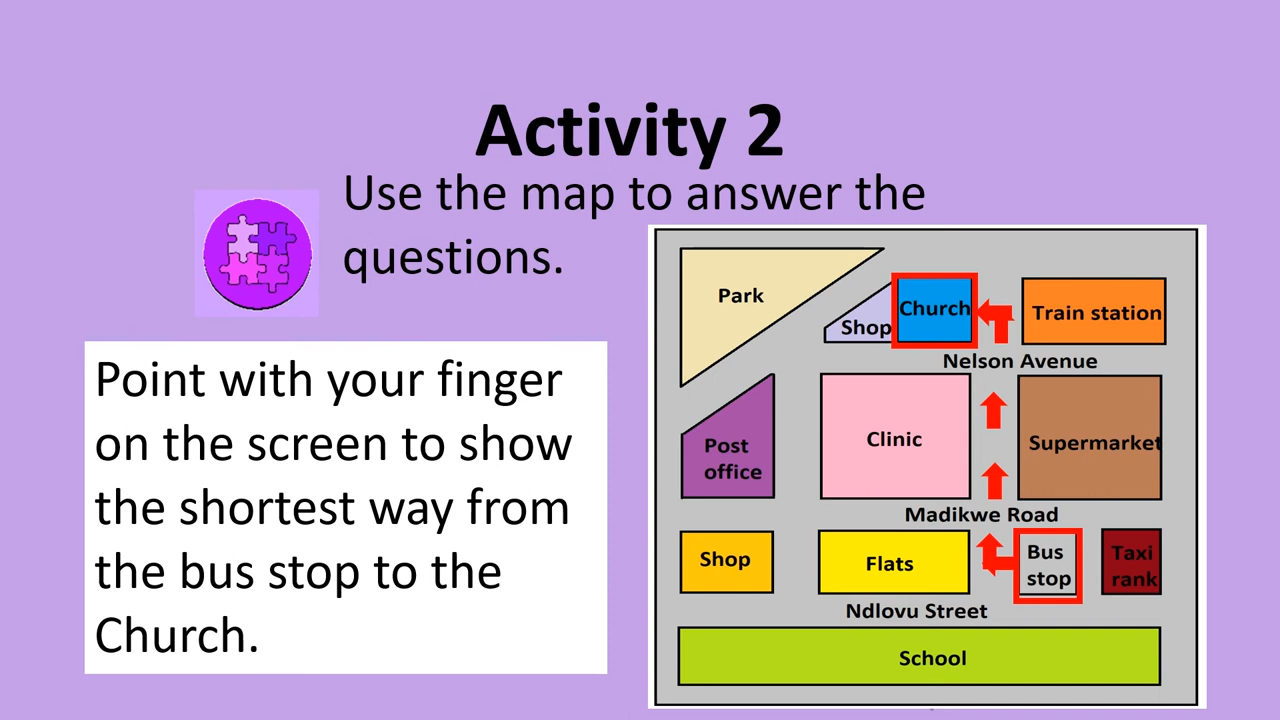 Activity 2
Use the map to answer the
questions.
Point with your finger
on the screen to show
the shortest way from
the bus stop to the
Church.
Park
Shop
Church
Train station
Nelson Avenue
Post
office
Clinic
Supermarket
Madikwe Road
Shop
Flats
Bus
stop
Taxi
rank
Ndlovu Street
School